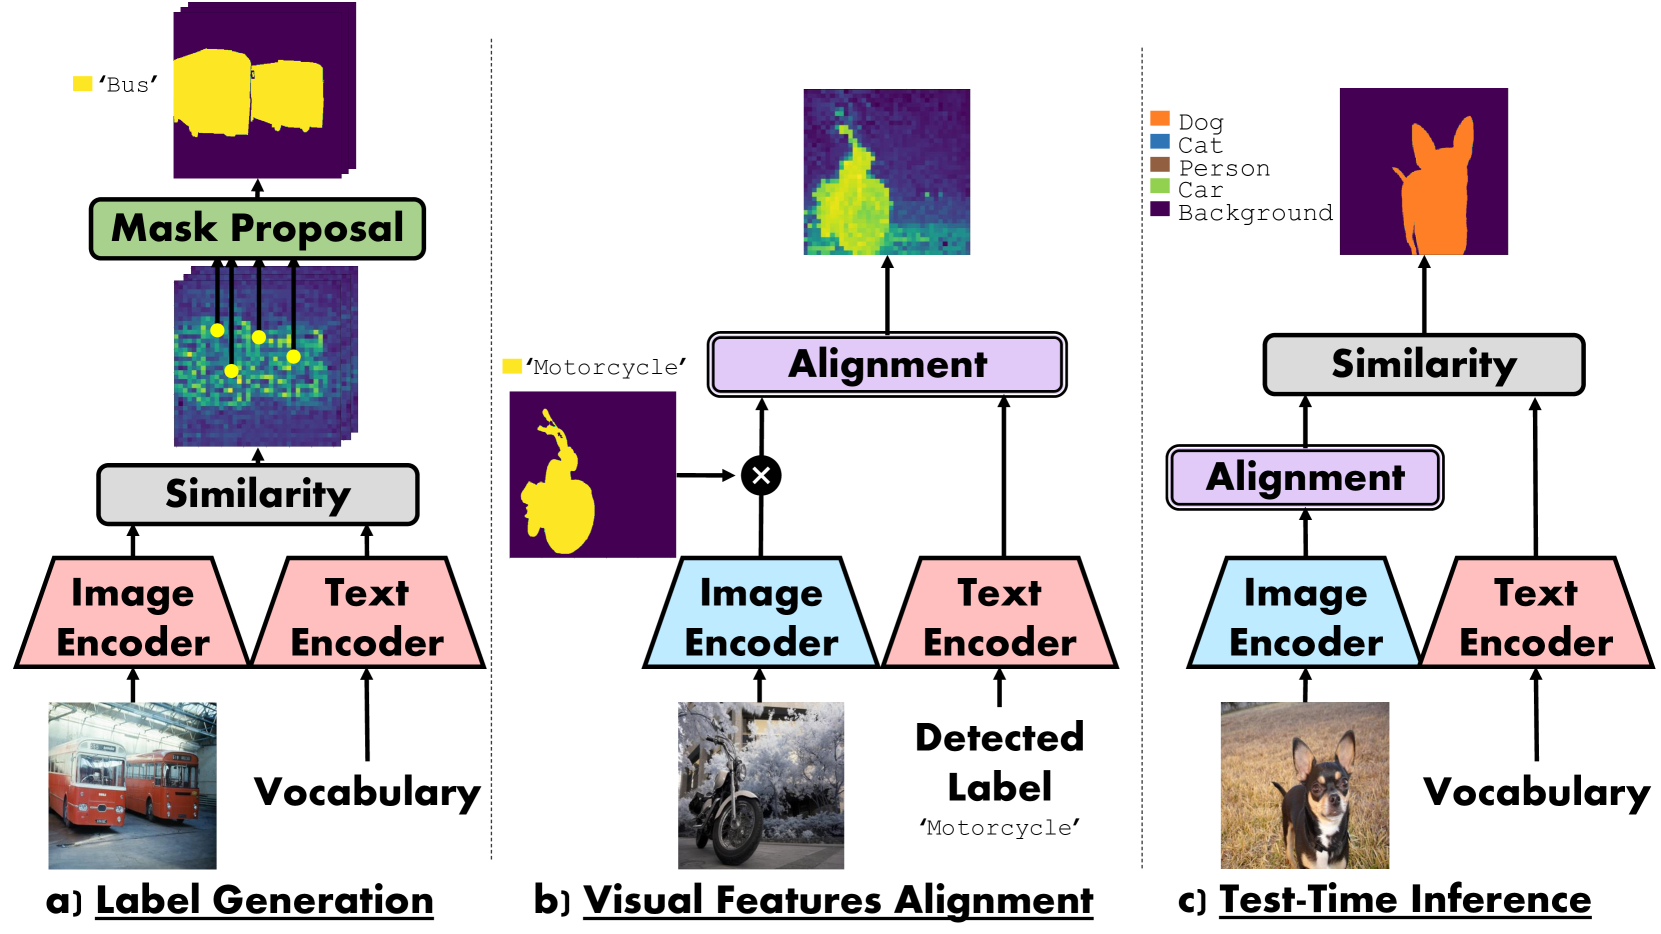 'Bus'
Mask Proposal
Similarity
Image
Encoder
Text
Encoder
Vocabulary
a) Label Generation
Alignment
'Motorcycle'
Image
Encoder
Text
Encoder
Detected
Label
'Motorcycle'
b) Visual Features Alignment
Dog
Cat
Person
Car
Background
Similarity
Alignment
Image
Encoder
Text
Encoder
Vocabulary
c) Test-Time Inference